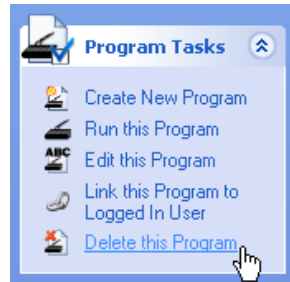 Program Tasks
Create New Program
Run this Program
ABC
Edit this Program
Link this Program to
Logged In User
Delete this Program